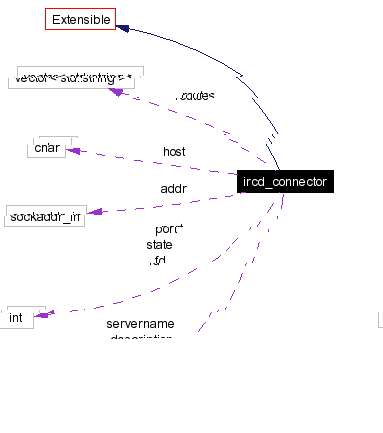 Extensible
routes
char
host
ircd_connector
addr
sockaddr_in
port
state
fd
int
servername
description